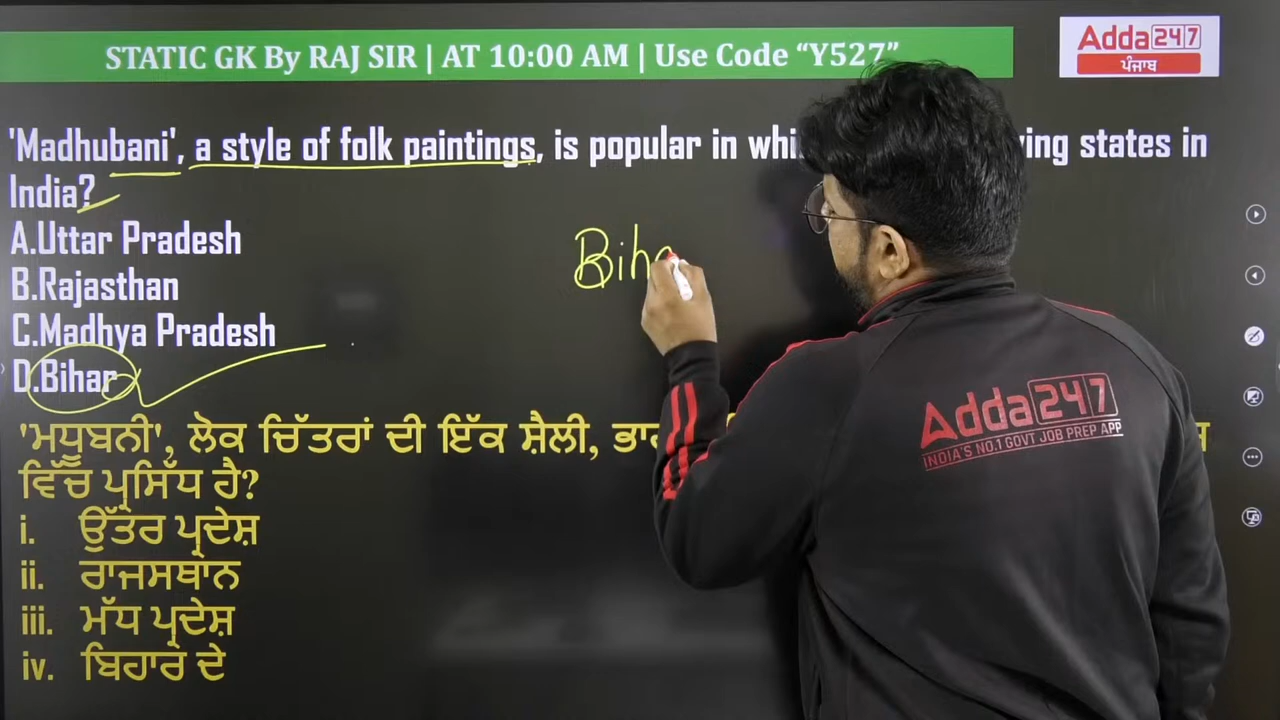 STATIC GK By RAJ SIR | AT 10:00 AM | Use Code “Y527”
Adda247
ਪੰਜਾਬ
'Madhubani', a style of folk paintings, is popular in whi ing states in
India?
A.Uttar Pradesh
B.Rajasthan
C.Madhya Pradesh
D.Bihar
Biha
'ਮਧੂਬਨੀ', ਲੋਕ ਚਿੱਤਰਾਂ ਦੀ ਇੱਕ ਸ਼ੈਲੀ,
ਵਿੱਚ ਪ੍ਰਸਿੱਧ ਹੈ?
i. ਉੱਤਰ ਪ੍ਰਦੇਸ਼
ii. ਰਾਜਸਥਾਨ
iii. ਮੱਧ ਪ੍ਰਦੇਸ਼
iv. ਬਿਹਾਰ ਦੇ
Adda247
INDIA'S NO.1 GOVT JOB PREP APP